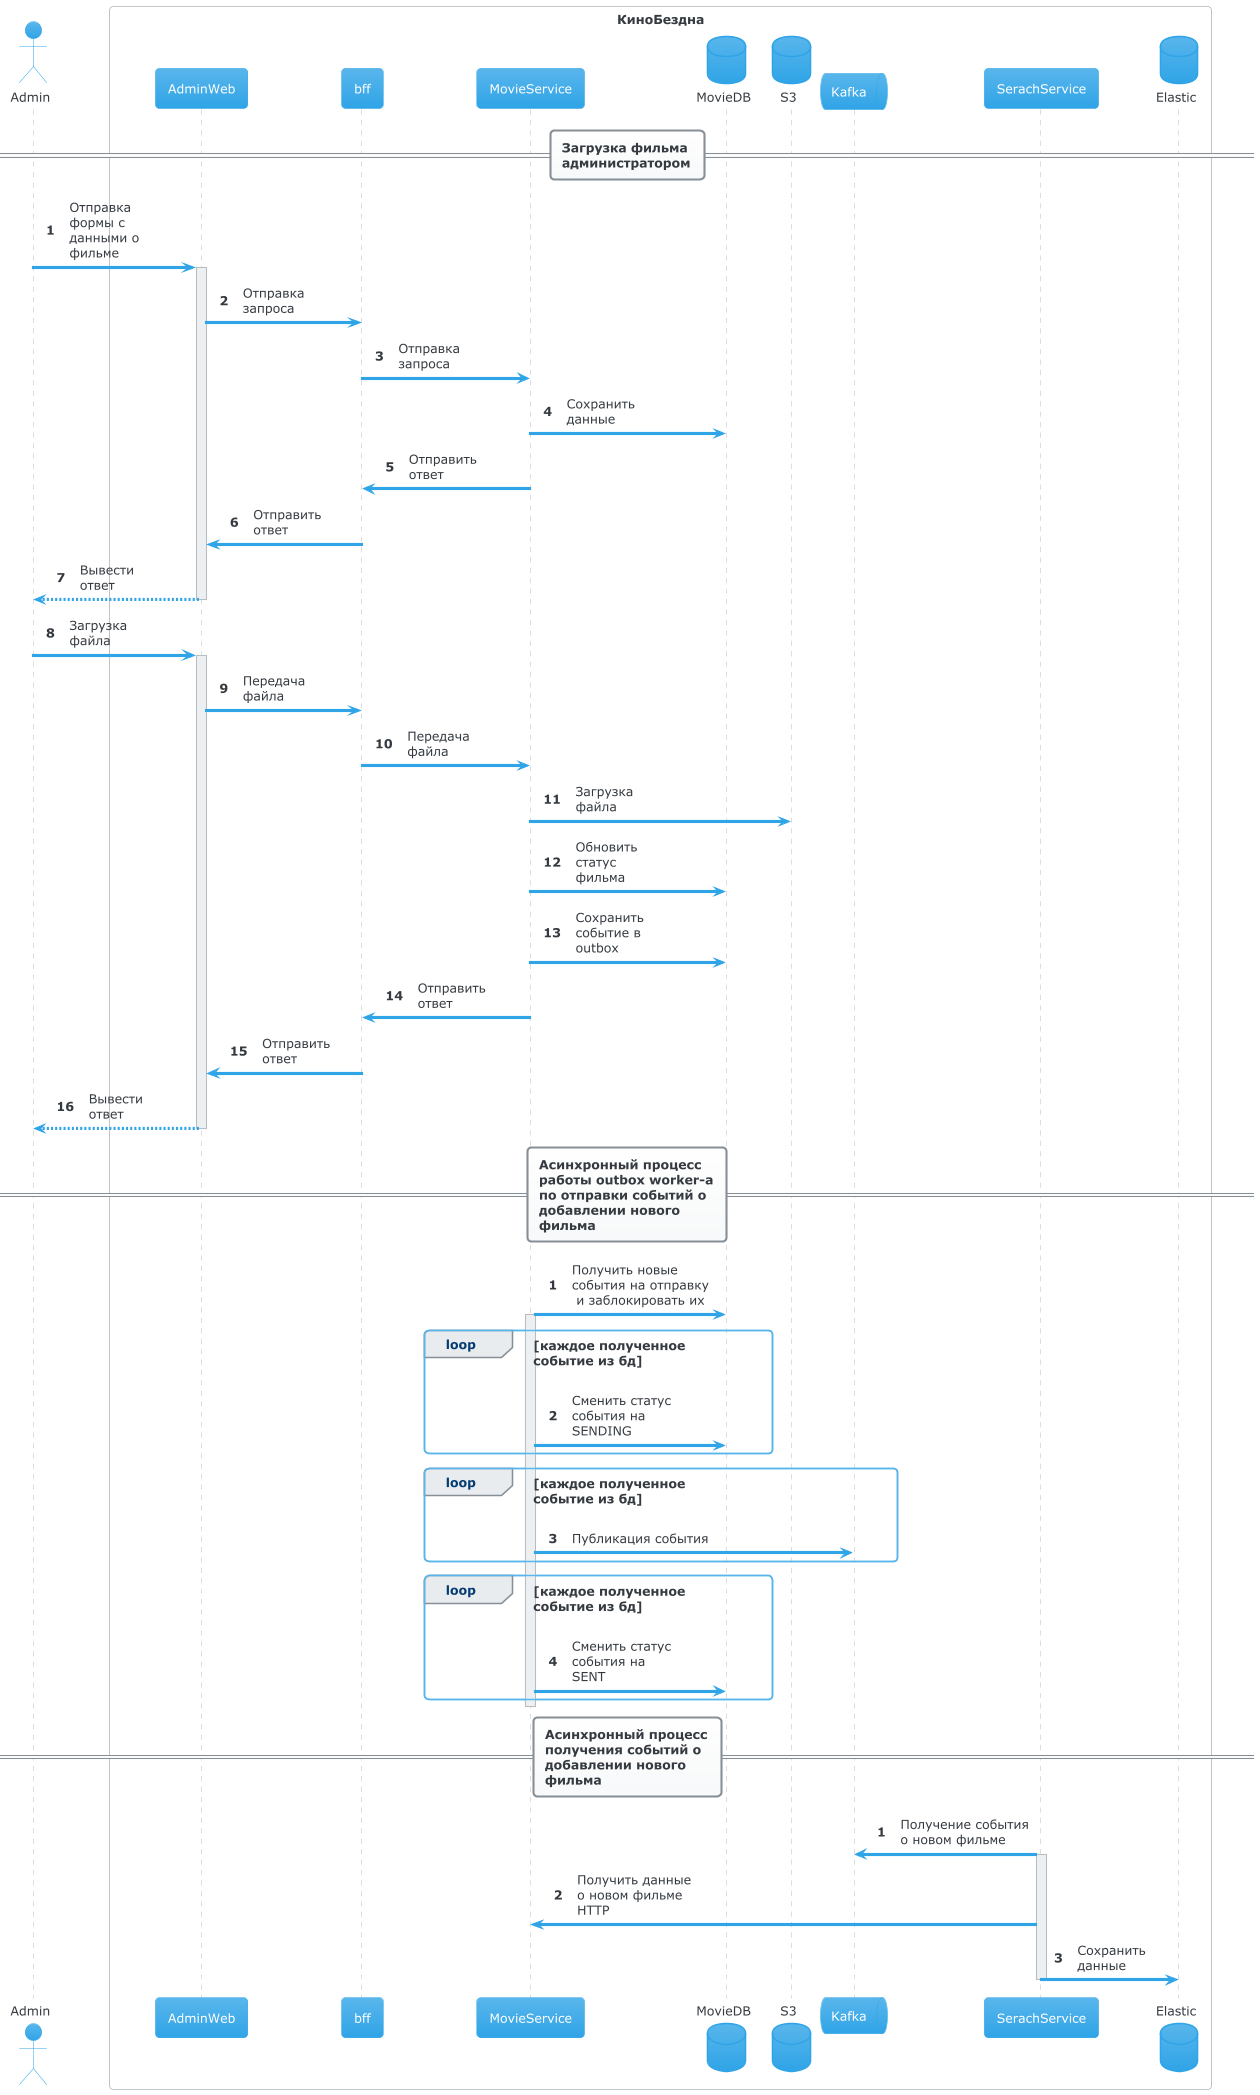 КиноБездна
Admin
AdminWeb
bff
MovieService
MovieDB
S3
Kafka
SerachService
Elastic
Загрузка фильма
администратором
1 Отправка
формы с
данными о
фильме
2 Отправка
запроса
3 Отправка
запроса
4 Сохранить
данные
5 Отправить
ответ
6 Отправить
ответ
7 Вывести
ответ
8 Загрузка
файла
9 Передача
файла
10 Передача
файла
11 Загрузка
файла
12 Обновить
статус
фильма
13 Сохранить
событие в
outbox
14 Отправить
ответ
15 Отправить
ответ
16 Вывести
ответ
Асинхронный процесс
работы outbox worker-а
по отправки событий о
добавлении нового
фильма
1 Получить новые
события на отправку
и заблокировать их
loop [каждое полученное
событие из бд]
2 Сменить статус
события на
SENDING
loop [каждое полученное
событие из бд]
3 Публикация события
loop [каждое полученное
событие из бд]
4 Сменить статус
события на
SENT
Асинхронный процесс
получения событий о
добавлении нового
фильма
1 Получение события
о новом фильме
2 Получить данные
о новом фильме
HTTP
3 Сохранить
данные
Admin
AdminWeb
bff
MovieService
MovieDB
S3
Kafka
SerachService
Elastic